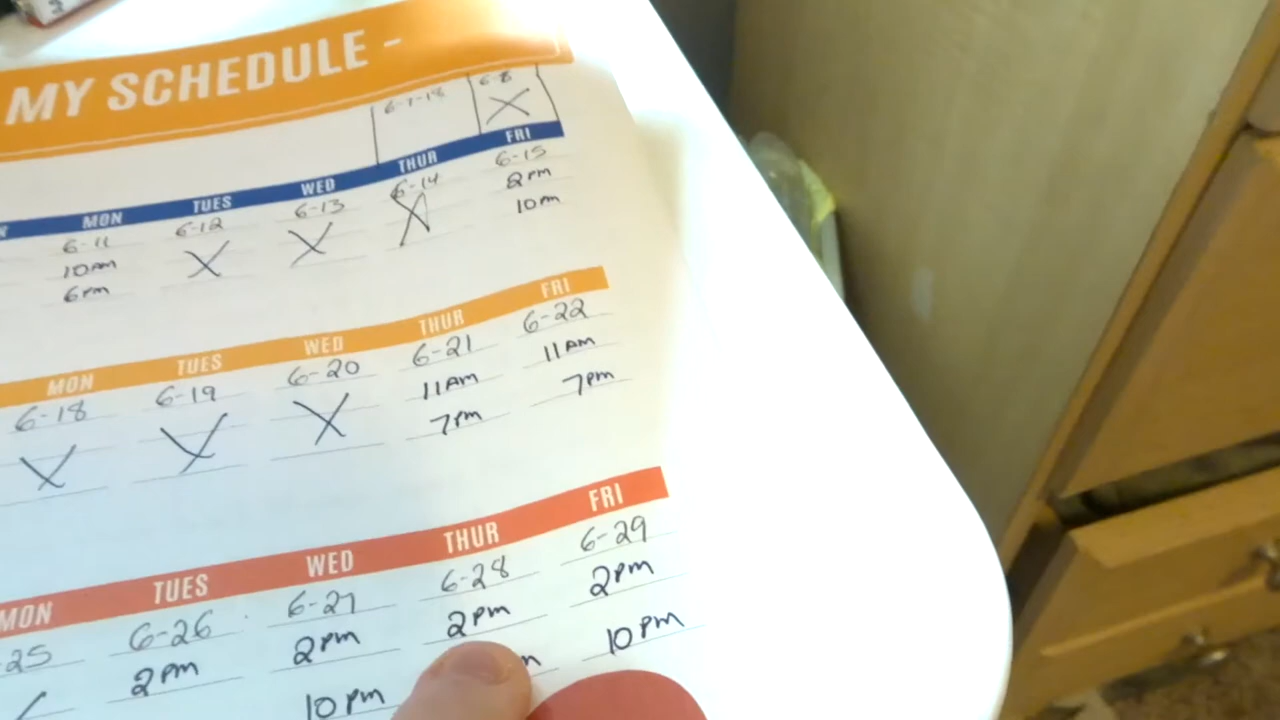 MY SCHEDULE -
6-7-18 6-8
X
MON TUES WED THUR FRI
6-11 6-12 6-13 6-14 6-15
10AM X X X 2PM
6PM 10PM
MON TUES WED THUR FRI
6-18 6-19 6-20 6-21 6-22
X X X 11AM 11AM
7PM 7PM
MON TUES WED THUR FRI
25 6-26 6-27 6-28 6-29
2PM 2PM 2PM 2PM
10PM 10PM